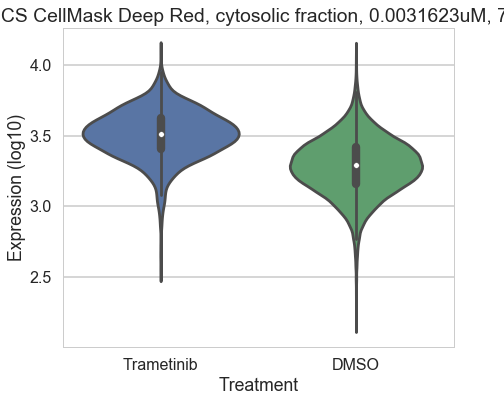 CS CellMask Deep Red, cytosolic fraction, 0.0031623uM, 7
4.0
3.5
3.0
2.5
Expression (log10)
Trametinib DMSO
Treatment